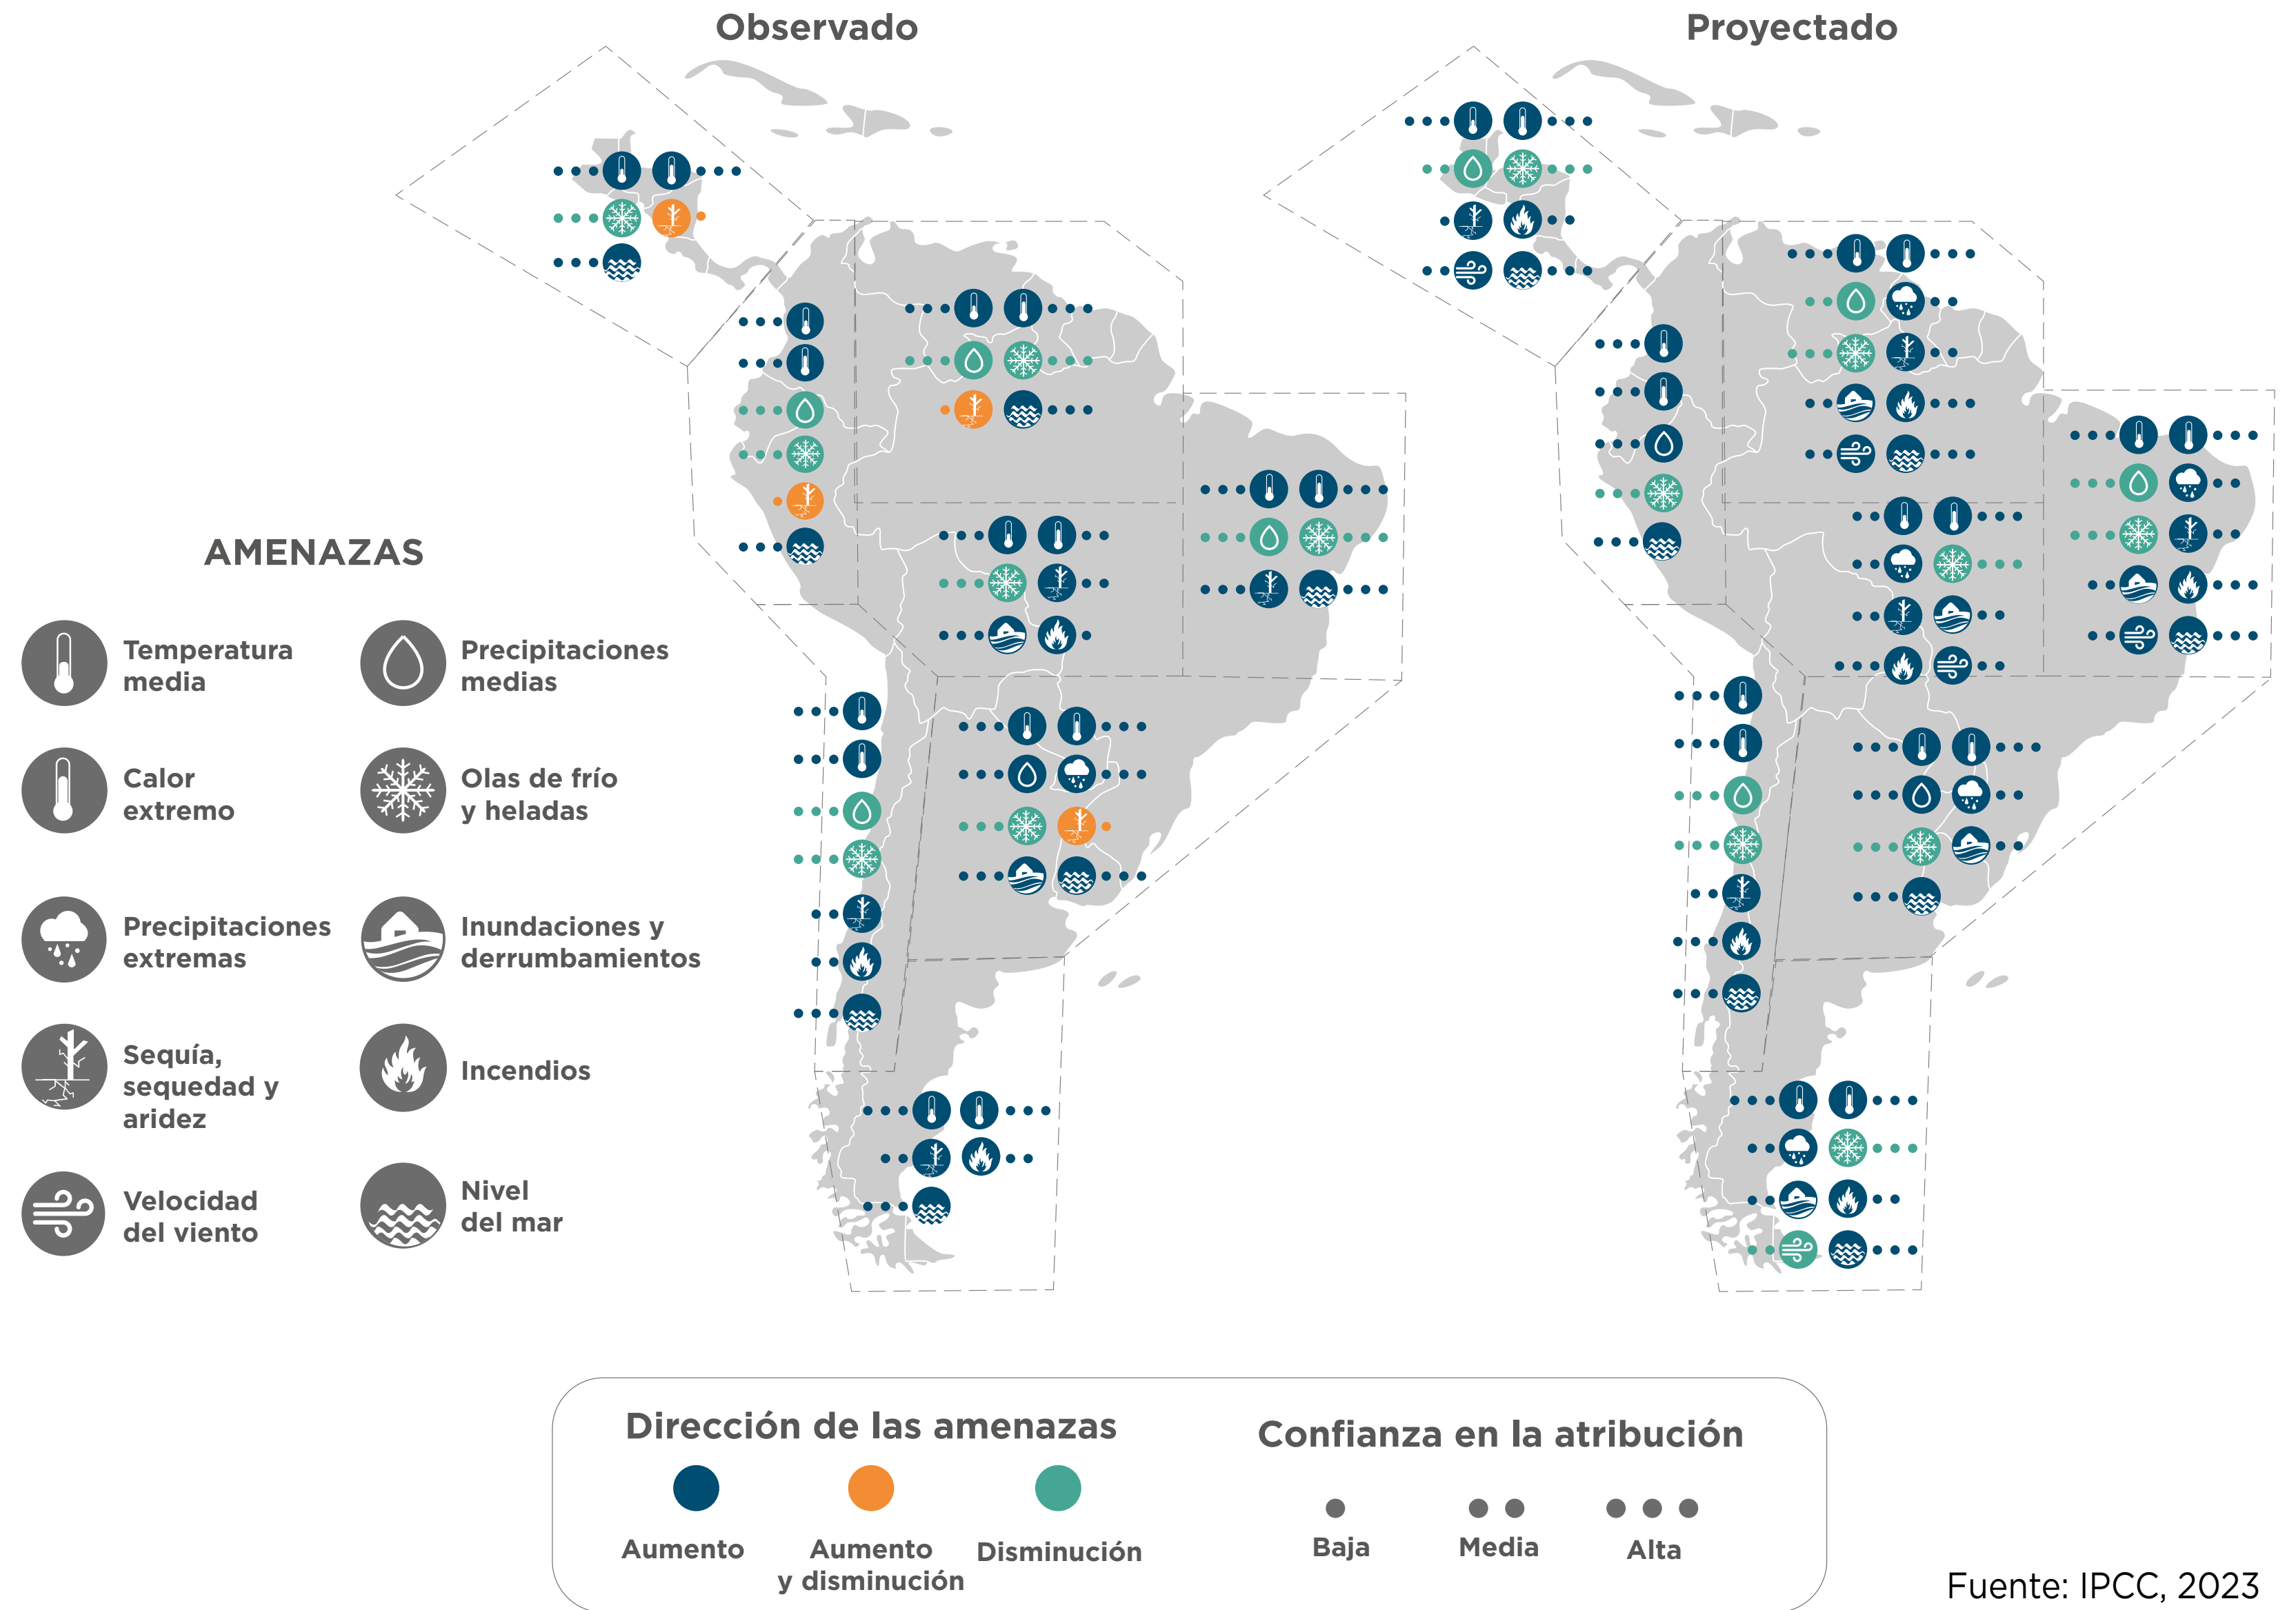 Observado
Proyectado
AMENAZAS
Temperatura
media
Precipitaciones
medias
Calor
extremo
Olas de frío
y heladas
Precipitaciones
extremas
Inundaciones y
derrumbamientos
Sequía,
sequedad y
aridez
Incendios
Velocidad
del viento
Nivel
del mar
Dirección de las amenazas
Aumento
Aumento
y disminución
Disminución
Confianza en la atribución
Baja
Media
Alta
Fuente: IPCC, 2023